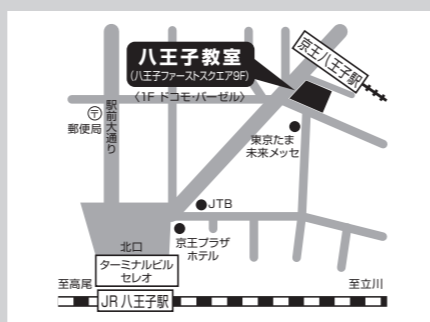 八王子教室
(八王子ファーストスクエア9F)
〈1F ドコモ・バーゼル〉
京王八王子駅
駅前大通り
〒
郵便局
東京たま
未来メッセ
JTB
京王プラザ
ホテル
北口
ターミナルビル
セレオ
至高尾
至立川
JR 八王子駅